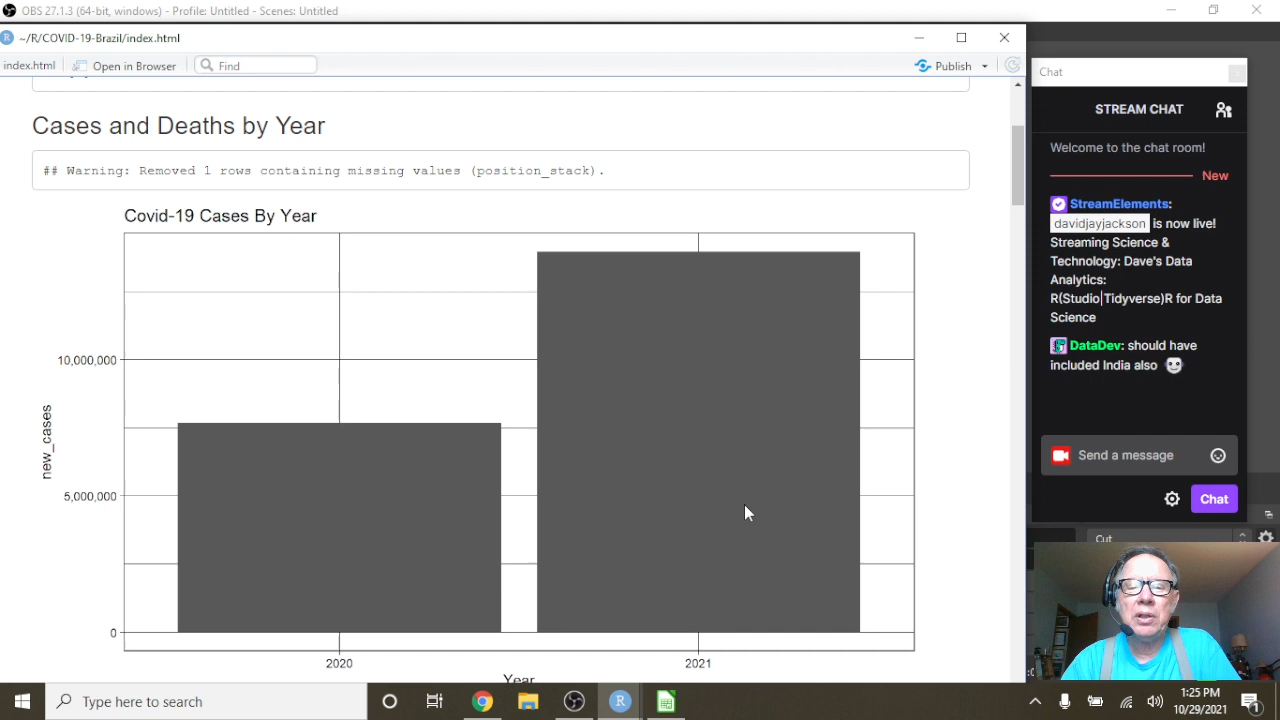 OBS 27.1.3 (64-bit, windows) - Profile: Untitled - Scenes: Untitled
~/R/COVID-19-Brazil/index.html
index.html
Open in Browser
Find
Publish
Cases and Deaths by Year
## Warning: Removed 1 rows containing missing values (position_stack).
Covid-19 Cases By Year
new_cases
10,000,000
5,000,000
0
2020
2021
Year
Chat
STREAM CHAT
Welcome to the chat room!
New
StreamElements:
davidjayjackson is now live!
Streaming Science &
Technology: Dave's Data
Analytics:
R(Studio|Tidyverse)R for Data
Science
DataDev: should have
included India also
Send a message
Chat
Cut
Type here to search
1:25 PM
10/29/2021
1